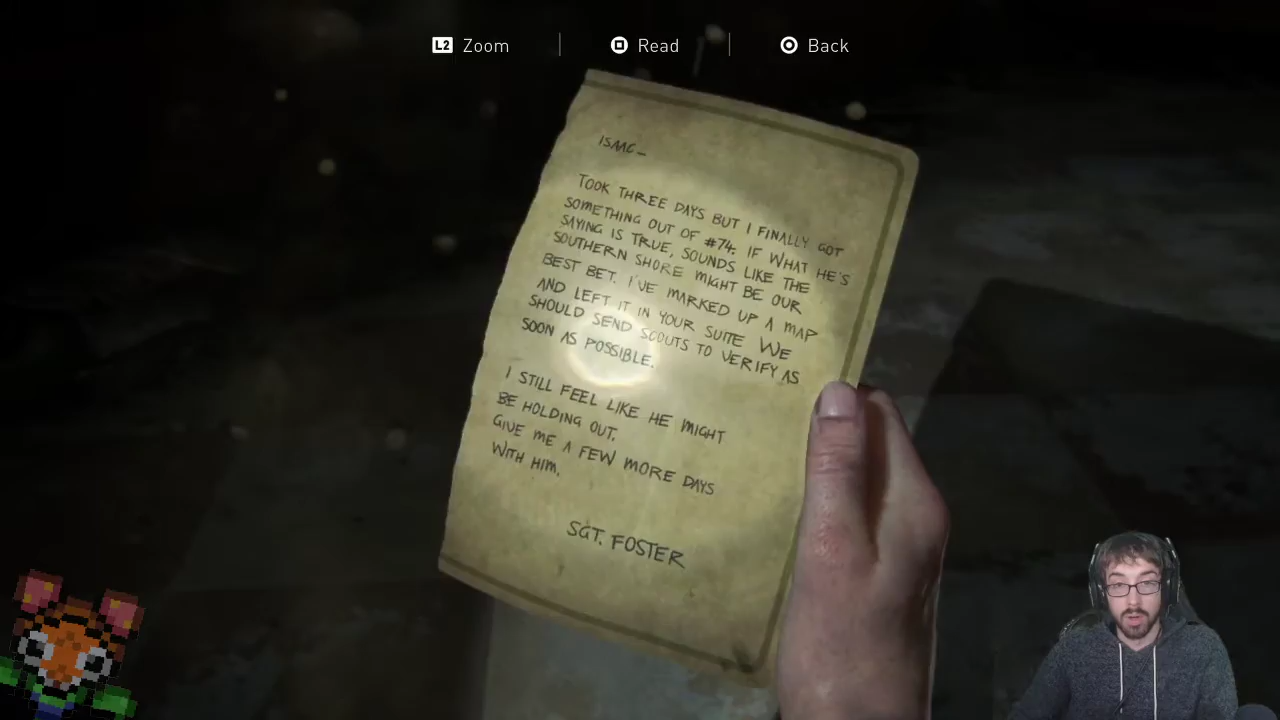 L2 Zoom | Read | Back
ISAAC–
TOOK THREE DAYS BUT I FINALLY GOT
SOMETHING OUT OF #74. IF WHAT HE'S
SAYING IS TRUE, SOUNDS LIKE THE
SOUTHERN SHORE MIGHT BE OUR
BEST BET. I'VE MARKED UP A MAP
AND LEFT IT IN YOUR SUITE WE
SHOULD SEND SCOUTS TO VERIFY AS
SOON AS POSSIBLE.
I STILL FEEL LIKE HE MIGHT
BE HOLDING OUT.
GIVE ME A FEW MORE DAYS
WITH HIM.
SGT. FOSTER